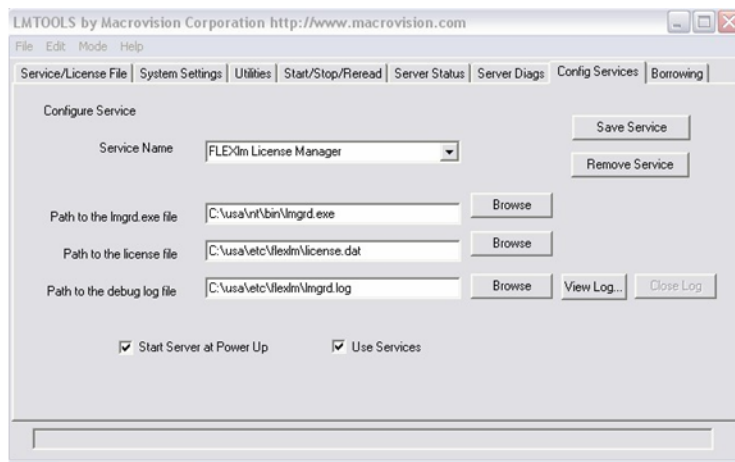 LMTOOLS by Macrovision Corporation http://www.macrovision.com
File Edit Mode Help
Service/License File System Settings Utilities Start/Stop/Reread Server Status Server Diags Config Services Borrowing
Configure Service
Save Service
Service Name FLEXlm License Manager
Remove Service
Path to the lmgrd.exe file C:\usa\nt\bin\lmgrd.exe Browse
Path to the license file C:\usa\etc\flexlm\license.dat Browse
Path to the debug log file C:\usa\etc\flexlm\lmgrd.log Browse View Log... Close Log
Start Server at Power Up Use Services